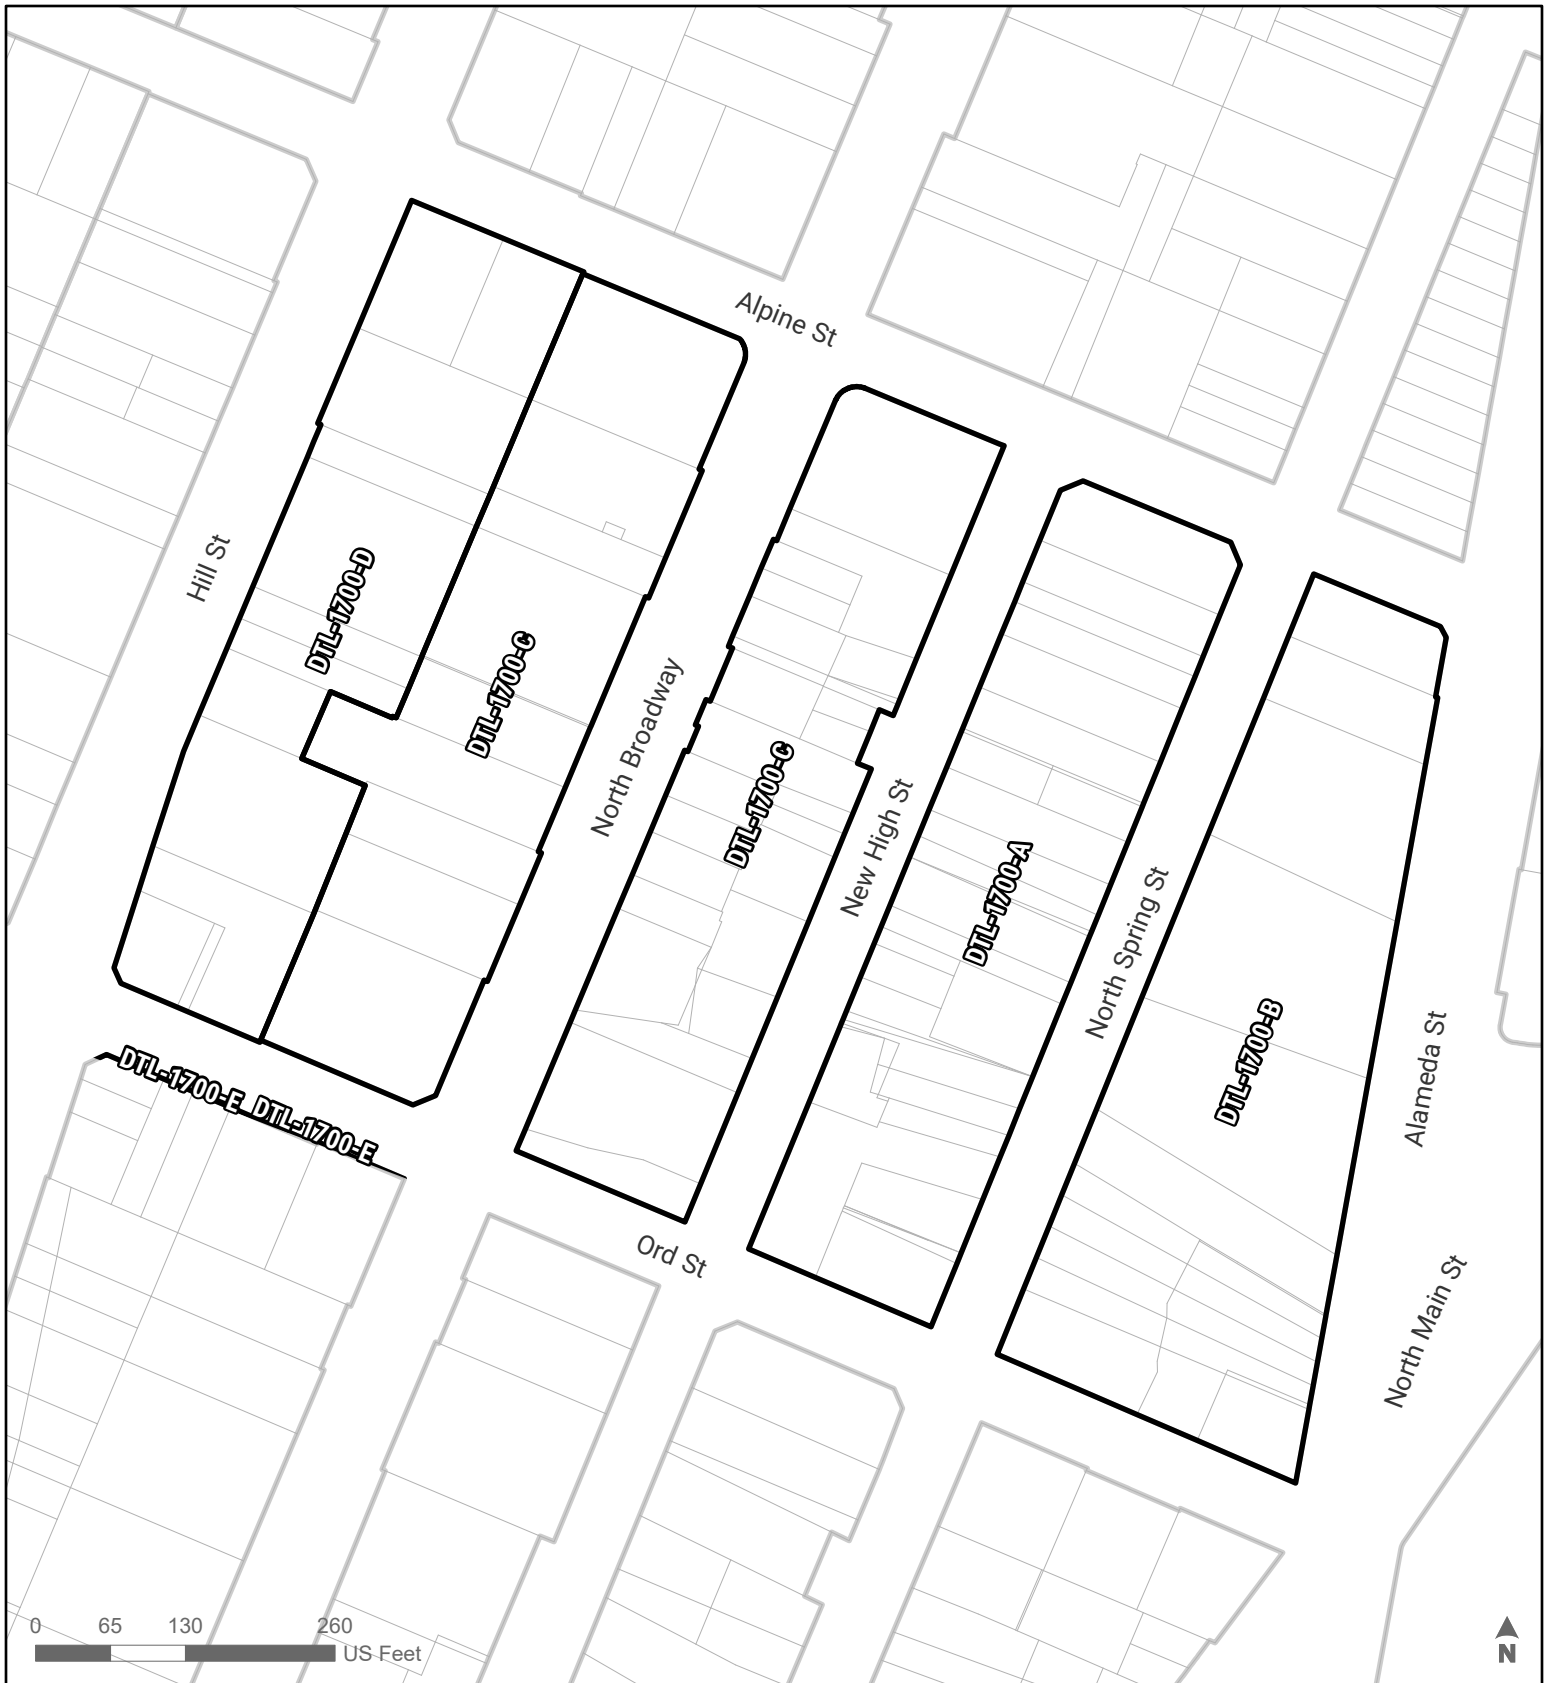 Alpine St
Hill St
DTL-1700-D
DTL-1700-C
North Broadway
DTL-1700-C
New High St
DTL-1700-A
North Spring St
DTL-1700-B
Alameda St
DTL-1700-E DTL-1700-E
Ord St
North Main St
0 65 130 260
US Feet
N